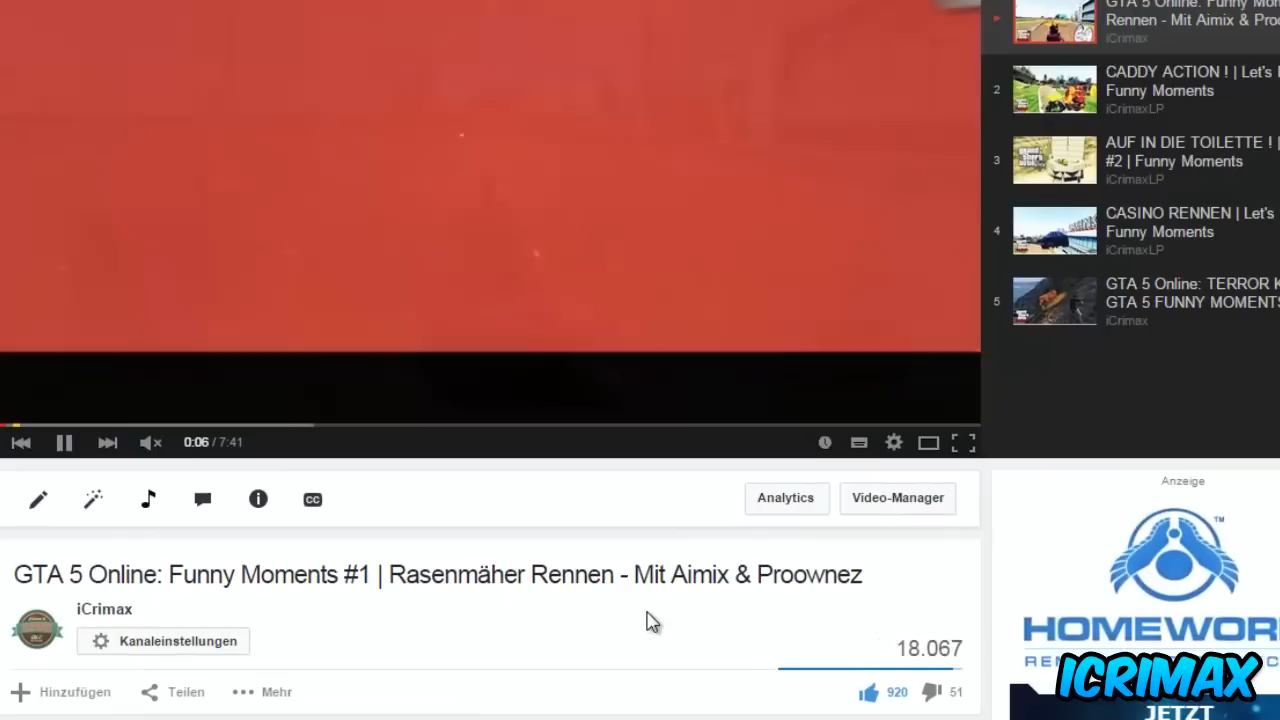 GTA 5 Online: Funny Mom
Rennen - Mit Aimix & Proo
iCrimax
2
CADDY ACTION ! | Let's
Funny Moments
iCrimaxLP
3
AUF IN DIE TOILETTE ! |
#2 | Funny Moments
iCrimaxLP
4
CASINO RENNEN | Let's
Funny Moments
iCrimaxLP
5
GTA 5 Online: TERROR K
GTA 5 FUNNY MOMENTS
iCrimax
0:06 / 7:41
CC
Analytics
Video-Manager
Anzeige
GTA 5 Online: Funny Moments #1 | Rasenmäher Rennen - Mit Aimix & Proownez
iCrimax
Kanaleinstellungen
18.067
Hinzufügen
Teilen
Mehr
920
51
TM
HOMEWOR
ICRIMAX
JETZT